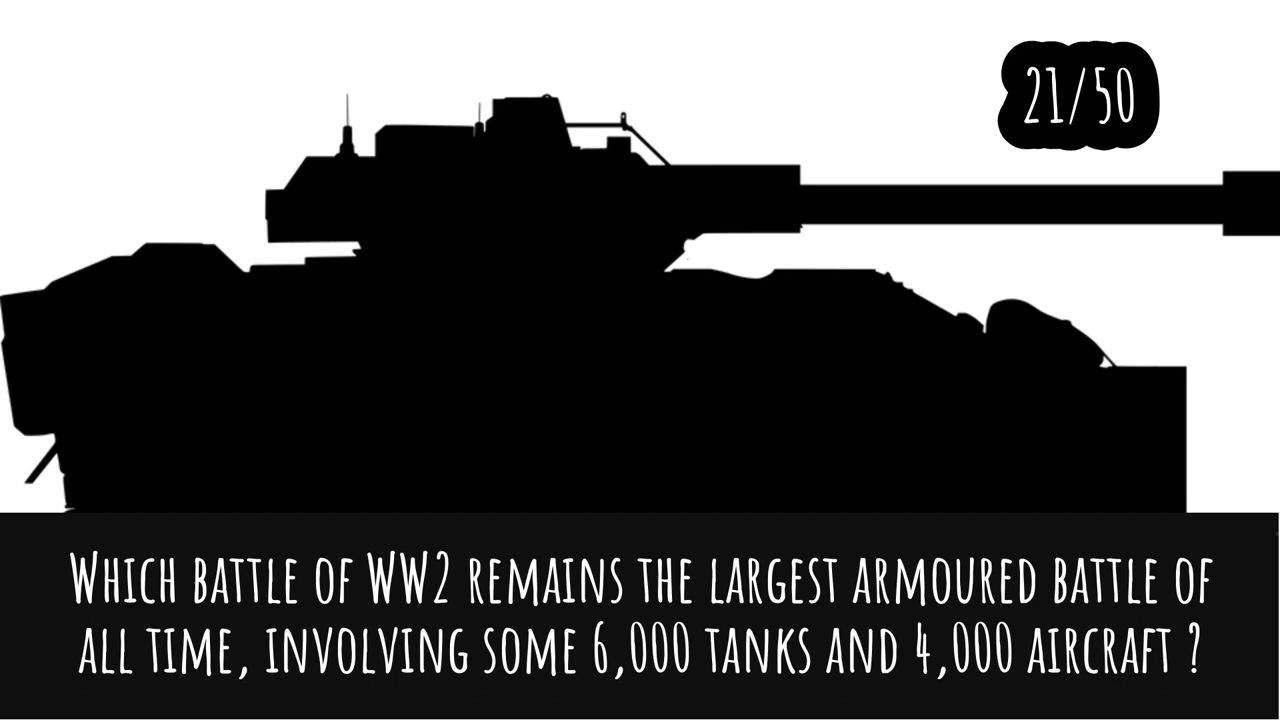 21/50
Which battle of WW2 remains the largest armoured battle of
all time, involving some 6,000 tanks and 4,000 aircraft ?